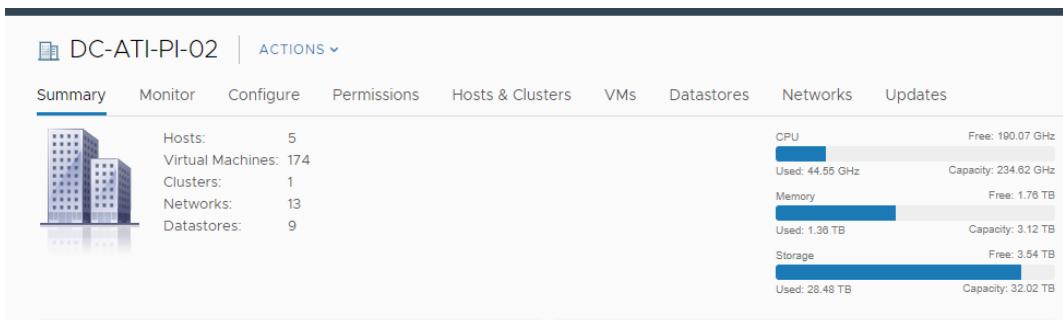 DC-ATI-PI-02 ACTIONS
Summary Monitor Configure Permissions Hosts & Clusters VMs Datastores Networks Updates
Hosts: 5
Virtual Machines: 174
Clusters: 1
Networks: 13
Datastores: 9
CPU Free: 190.07 GHz
Used: 44.55 GHz Capacity: 234.62 GHz
Memory Free: 1.76 TB
Used: 1.36 TB Capacity: 3.12 TB
Storage Free: 3.54 TB
Used: 28.48 TB Capacity: 32.02 TB